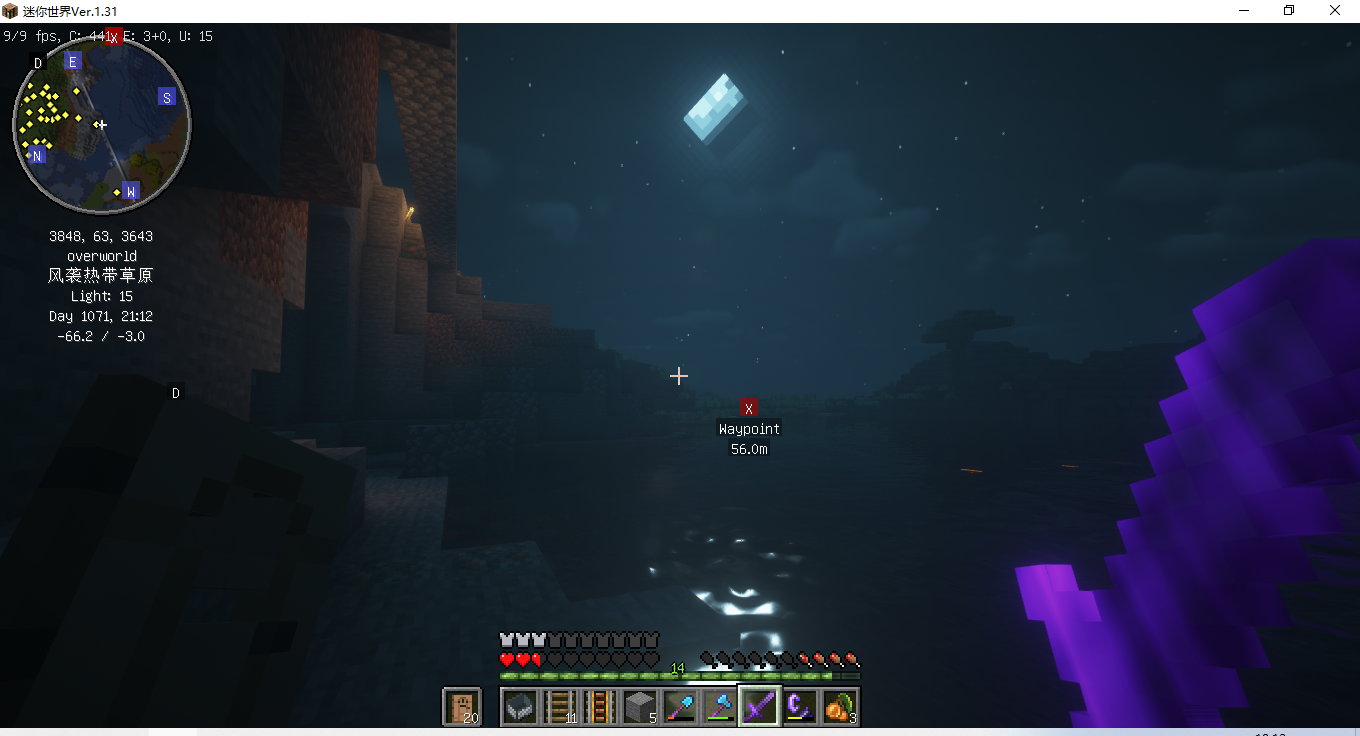 迷你世界Ver.1.31
9/9 fps, C: 441, E: 3+0, U: 15
X
D
E
S
N
W
3848, 63, 3643
overworld
风袭热带草原
Light: 15
Day 1071, 21:12
-66.2 / -3.0
D
X
Waypoint
56.0m
14
20
11
5
3